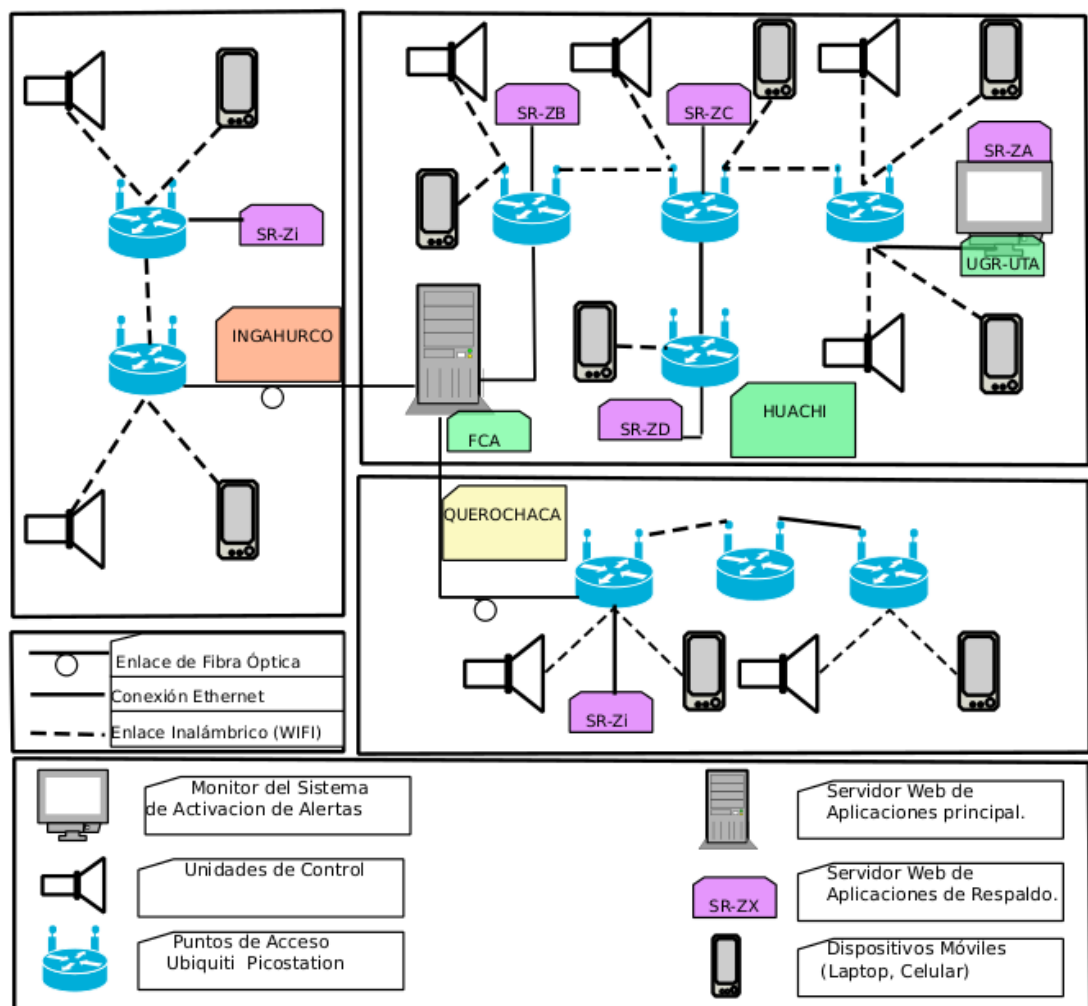 SR-ZB
SR-ZC
SR-ZA
SR-Zi
UGR-UTA
INGAHURCO
HUACHI
SR-ZD
FCA
QUEROCHACA
SR-Zi
Enlace de Fibra Óptica
Conexión Ethernet
Enlace Inalámbrico (WIFI)
Monitor del Sistema
de Activacion de Alertas
Unidades de Control
Puntos de Acceso
Ubiquiti Picostation
Servidor Web de
Aplicaciones principal.
SR-ZX
Servidor Web de
Aplicaciones de Respaldo.
Dispositivos Móviles
(Laptop, Celular)